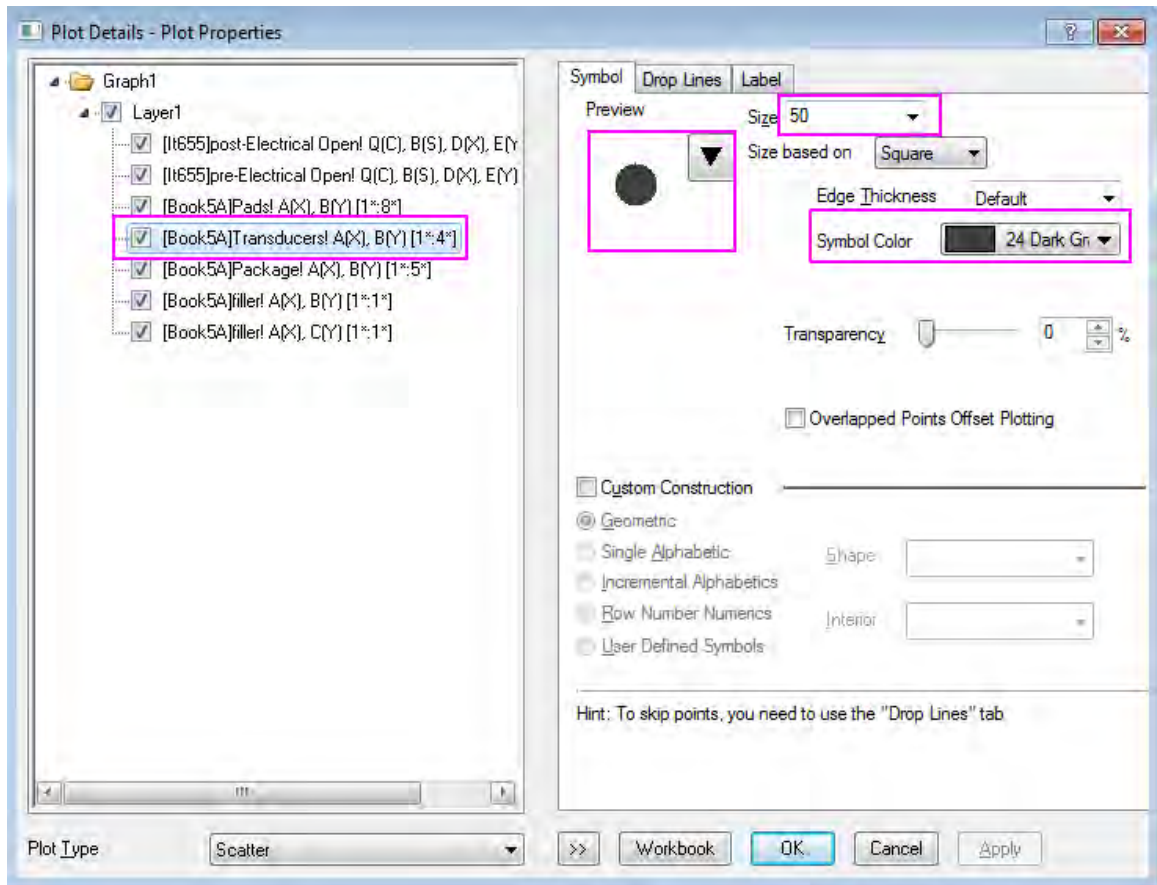 Plot Details - Plot Properties
Graph1
Layer1
[lt655]post-Electrical Open! Q(C), B(S), D(X), E(Y
[lt655]pre-Electrical Open! Q(C), B(S), D(X), E(Y)
[Book5A]Pads! A(X), B(Y) [1*:8*]
[Book5A]Transducers! A(X), B(Y) [1*:4*]
[Book5A]Package! A(X), B(Y) [1*:5*]
[Book5A]filler! A(X), B(Y) [1*:1*]
[Book5A]filler! A(X), C(Y) [1*:1*]
Plot Type Scatter
Symbol Drop Lines Label
Preview
Size 50
Size based on Square
Edge Thickness Default
Symbol Color 24 Dark Gr
Transparency 0 %
Overlapped Points Offset Plotting
Custom Construction
Geometric
Single Alphabetic
Incremental Alphabetics
Row Number Numerics
User Defined Symbols
Shape
Interior
Hint: To skip points, you need to use the "Drop Lines" tab
>> Workbook OK Cancel Apply